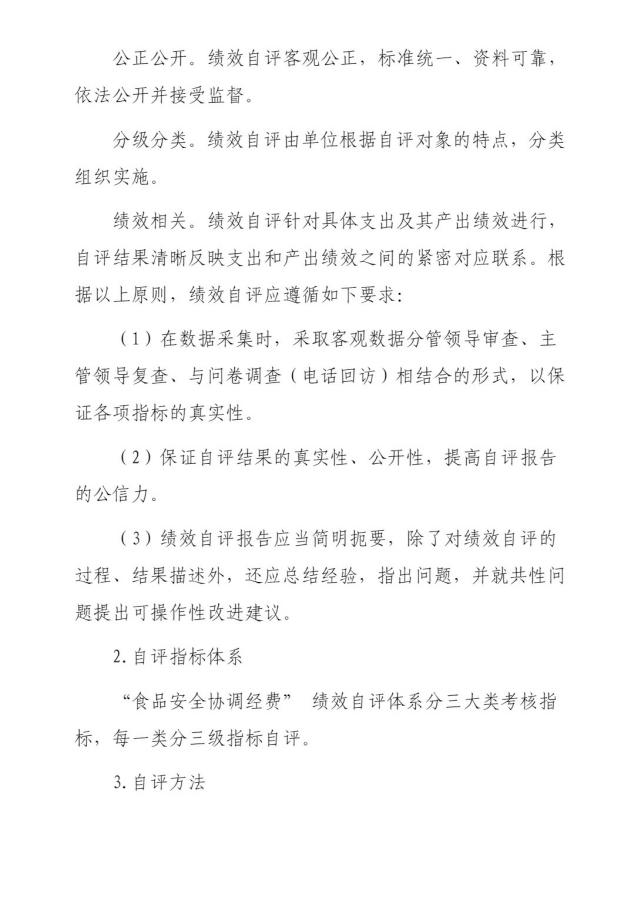 公正公开。绩效自评客观公正，标准统一、资料可靠，
依法公开并接受监督。
分级分类。绩效自评由单位根据自评对象的特点，分类
组织实施。
绩效相关。绩效自评针对具体支出及其产出绩效进行，
自评结果清晰反映支出和产出绩效之间的紧密对应联系。根
据以上原则，绩效自评应遵循如下要求：
（1）在数据采集时，采取客观数据分管领导审查、主
管领导复查、与问卷调查（电话回访）相结合的形式，以保
证各项指标的真实性。
（2）保证自评结果的真实性、公开性，提高自评报告
的公信力。
（3）绩效自评报告应当简明扼要，除了对绩效自评的
过程、结果描述外，还应总结经验，指出问题，并就共性问
题提出可操作性改进建议。
2.自评指标体系
“食品安全协调经费” 绩效自评体系分三大类考核指
标，每一类分三级指标自评。
3.自评方法